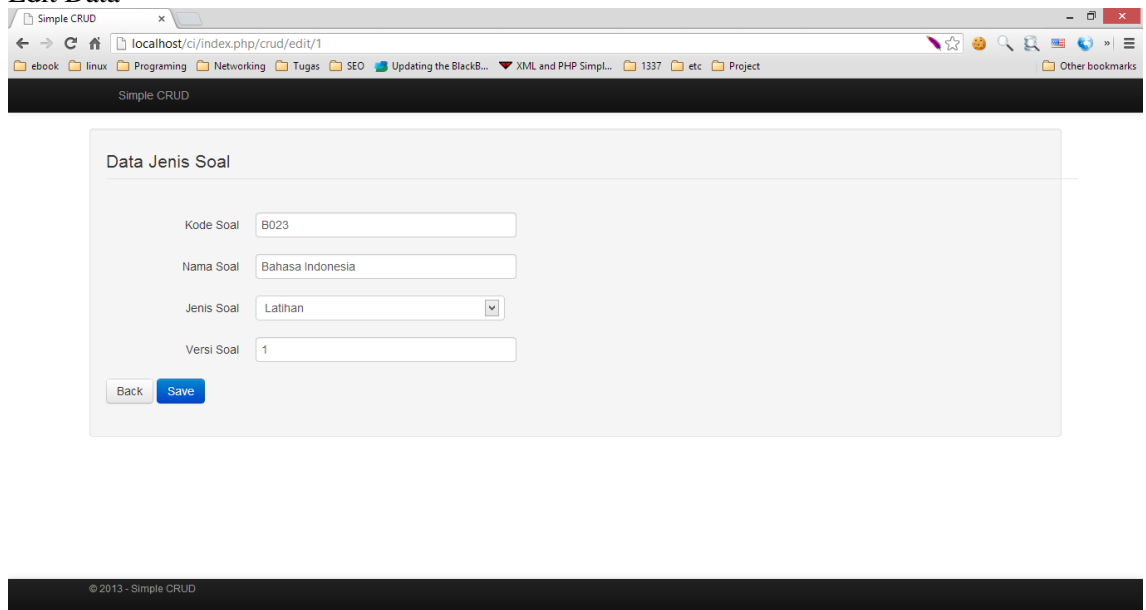 Edit Data
Simple CRUD
localhost/ci/index.php/crud/edit/1
ebook linux Programing Networking Tugas SEO Updating the BlackB... XML and PHP Simpl... 1337 etc Project Other bookmarks
Simple CRUD
Data Jenis Soal
Kode Soal B023
Nama Soal Bahasa Indonesia
Jenis Soal Latihan
Versi Soal 1
Back Save
© 2013 - Simple CRUD